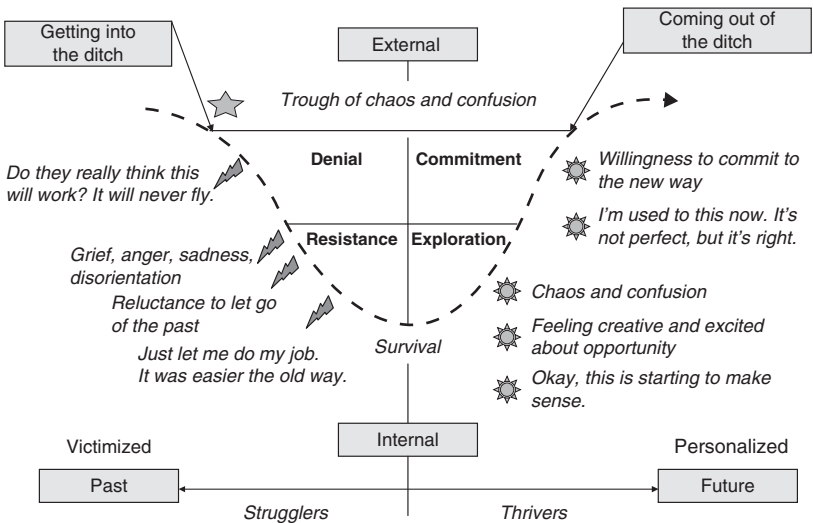 Getting into
the ditch
External
Coming out of
the ditch
Trough of chaos and confusion
Denial
Commitment
Do they really think this
will work? It will never fly.
Willingness to commit to
the new way
I'm used to this now. It's
not perfect, but it's right.
Resistance
Exploration
Grief, anger, sadness,
disorientation
Reluctance to let go
of the past
Just let me do my job.
It was easier the old way.
Survival
Chaos and confusion
Feeling creative and excited
about opportunity
Okay, this is starting to make
sense.
Internal
Victimized
Personalized
Past
Future
Strugglers
Thrivers